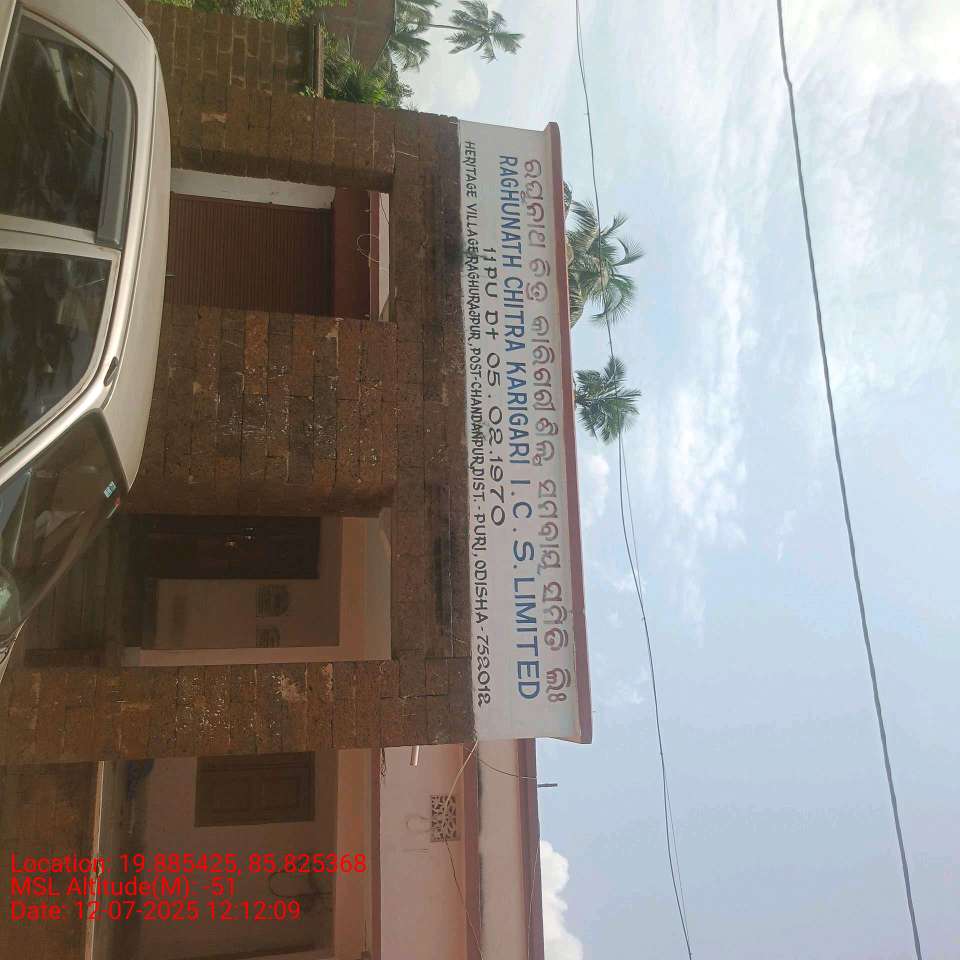 ରଘୁନାଥ ଚିତ୍ର କାରିଗରୀ ଶିଳ୍ପ ସମବାୟ ସମିତି ଲିଃ
RAGHUNATH CHITRA KARIGARI I.C.S. LIMITED
11PU Dt 05.02.1970
HERITAGE VILLAGE, RAGHURAJPUR, POST-CHANDANPUR, DIST.-PURI, ODISHA-752012
Location: 19.885425, 85.825368
MSL Altitude(M): -51
Date: 12-07-2025 12:12:09